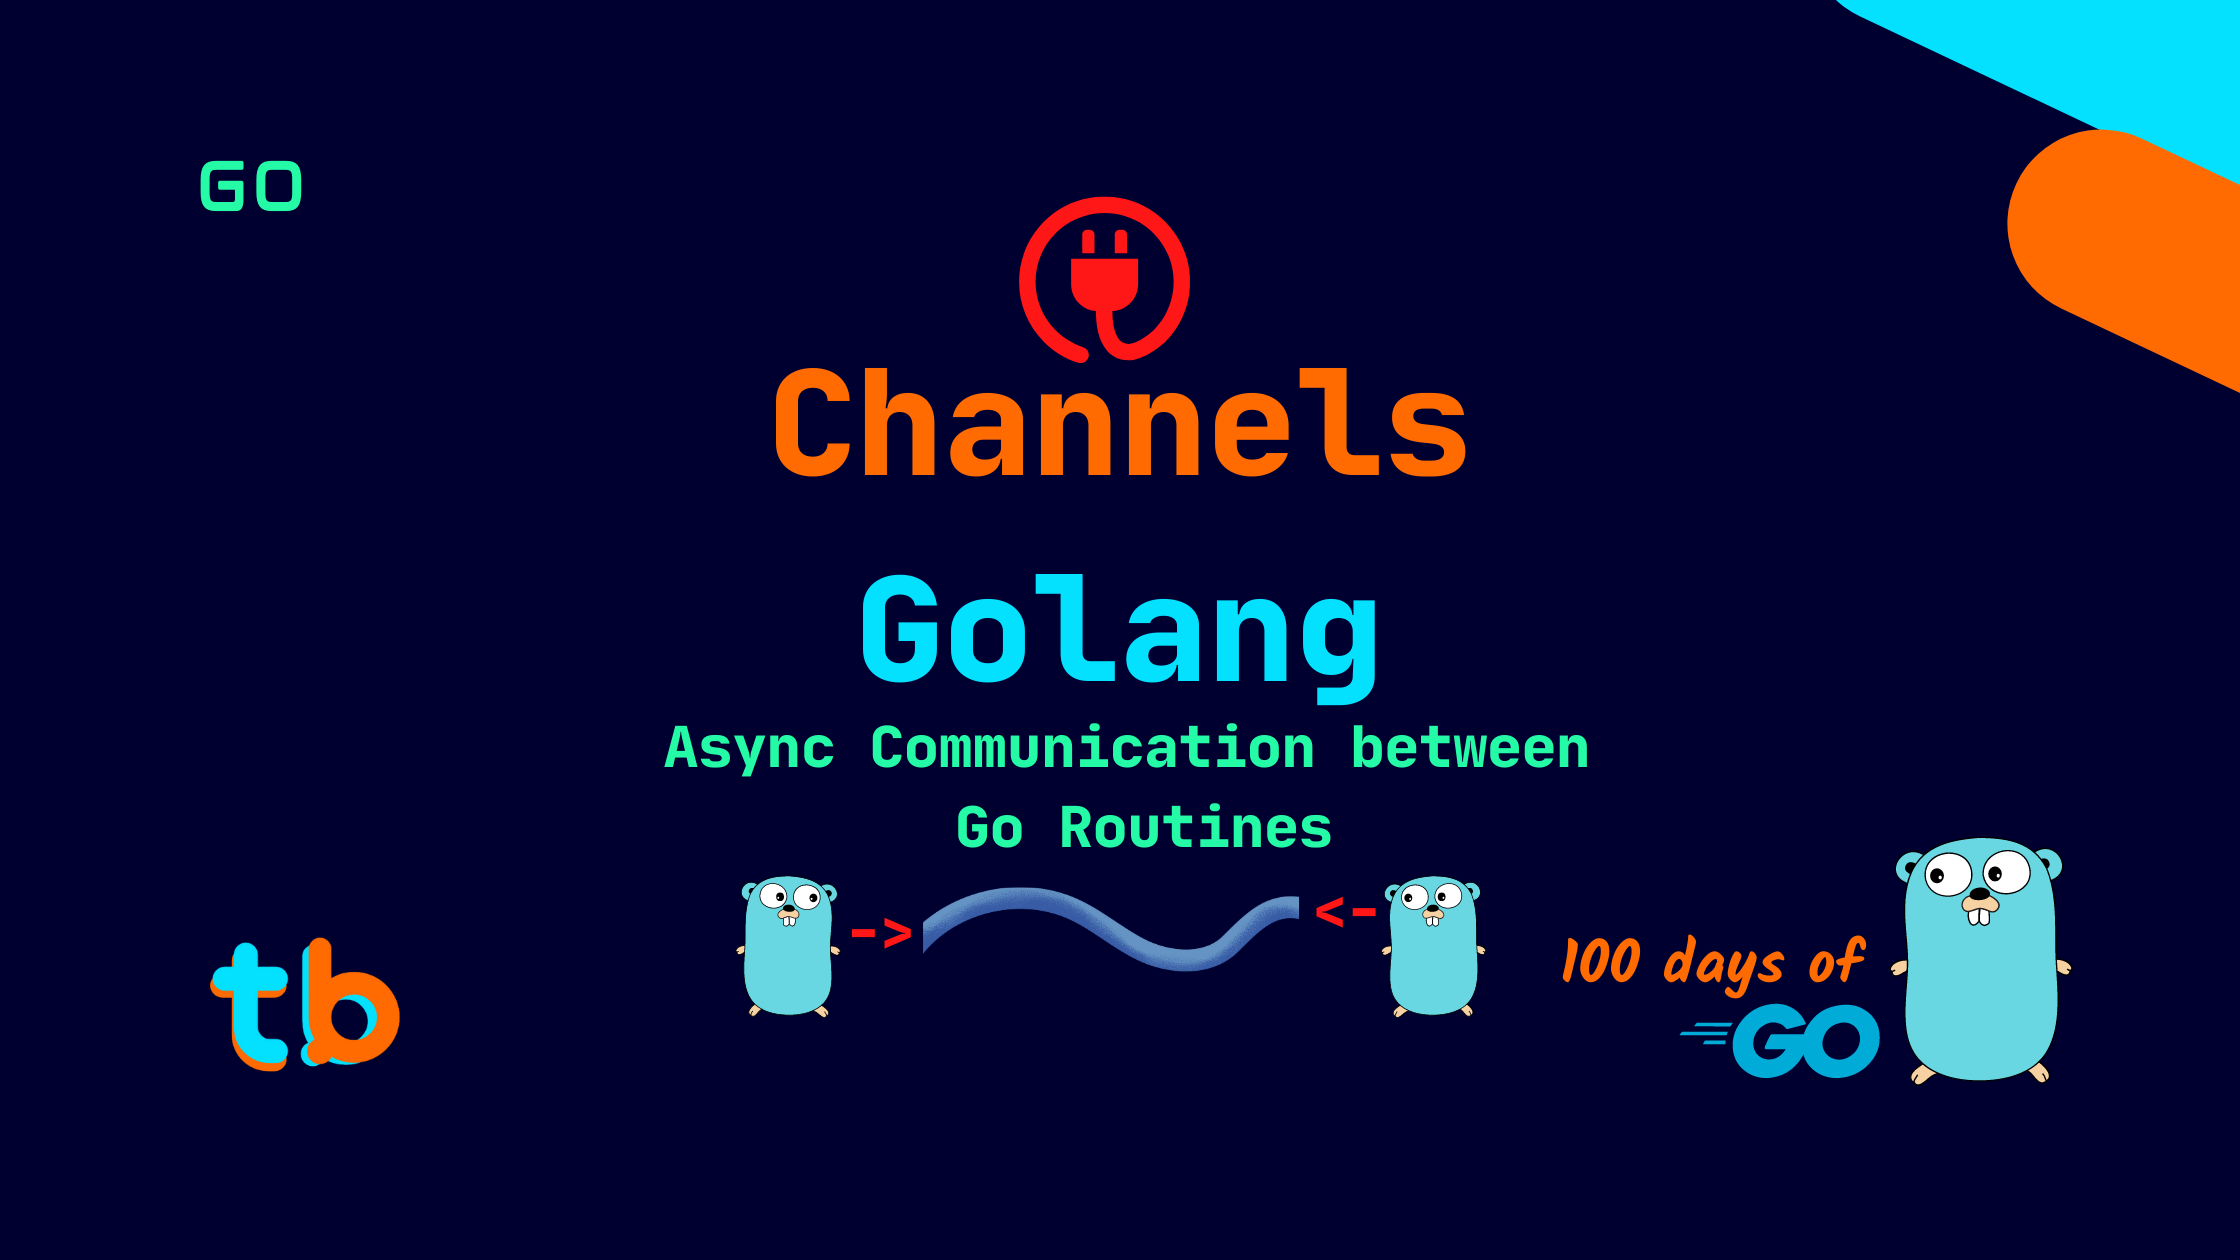 GO
Channels
Golang
Async Communication between
Go Routines
->
<-
100 days of
GO
tb